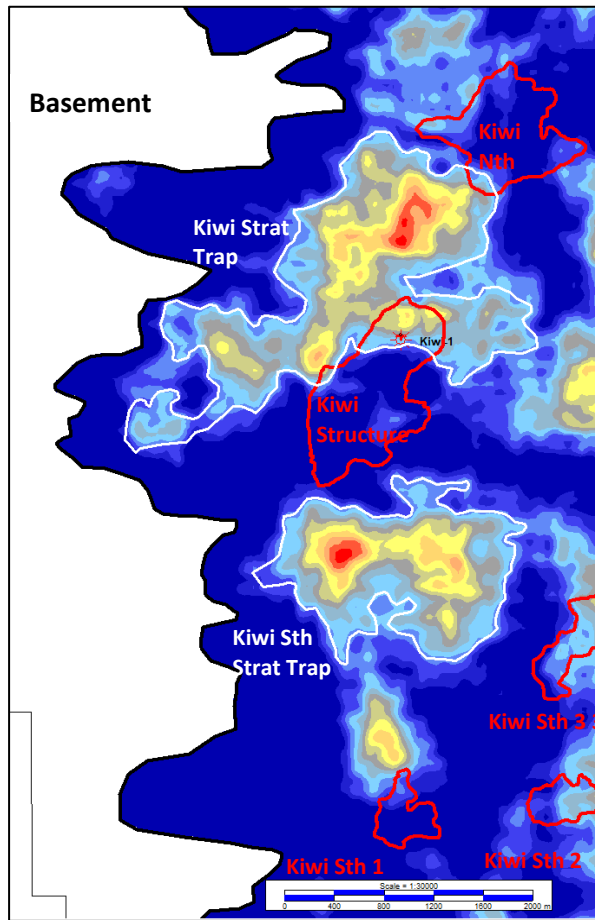 Basement
Kiwi
Nth
Kiwi Strat
Trap
Kiwi-1
Kiwi
Structure
Kiwi Sth
Strat Trap
Kiwi Sth 3
Kiwi Sth 1
Kiwi Sth 2
Scale = 1:30000
0 400 800 1200 1600 2000 m